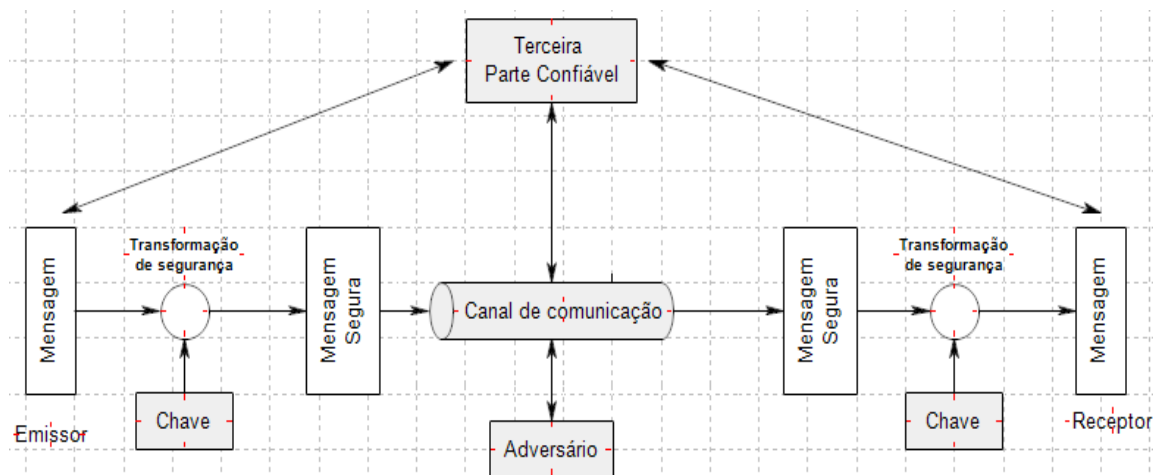 Terceira
Parte Confiável
Transformação
de segurança
Transformação
de segurança
Mensagem
Mensagem
Segura
Canal de comunicação
Mensagem
Segura
Mensagem
Chave
Chave
Emissor
Receptor
Adversário